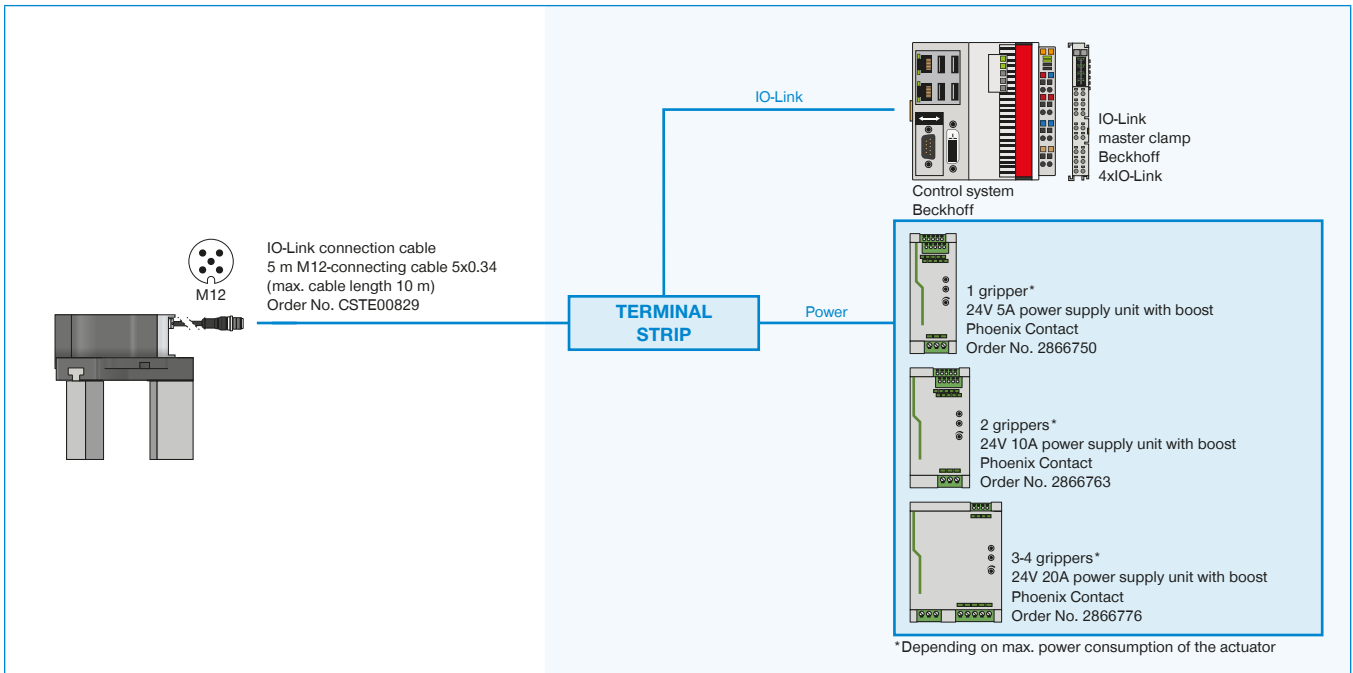 IO-Link
IO-Link
master clamp
Beckhoff
4xIO-Link
Control system
Beckhoff
M12
IO-Link connection cable
5 m M12-connecting cable 5x0.34
(max. cable length 10 m)
Order No. CSTE00829
TERMINAL
STRIP
Power
1 gripper*
24V 5A power supply unit with boost
Phoenix Contact
Order No. 2866750
2 grippers*
24V 10A power supply unit with boost
Phoenix Contact
Order No. 2866763
3-4 grippers*
24V 20A power supply unit with boost
Phoenix Contact
Order No. 2866776
*Depending on max. power consumption of the actuator